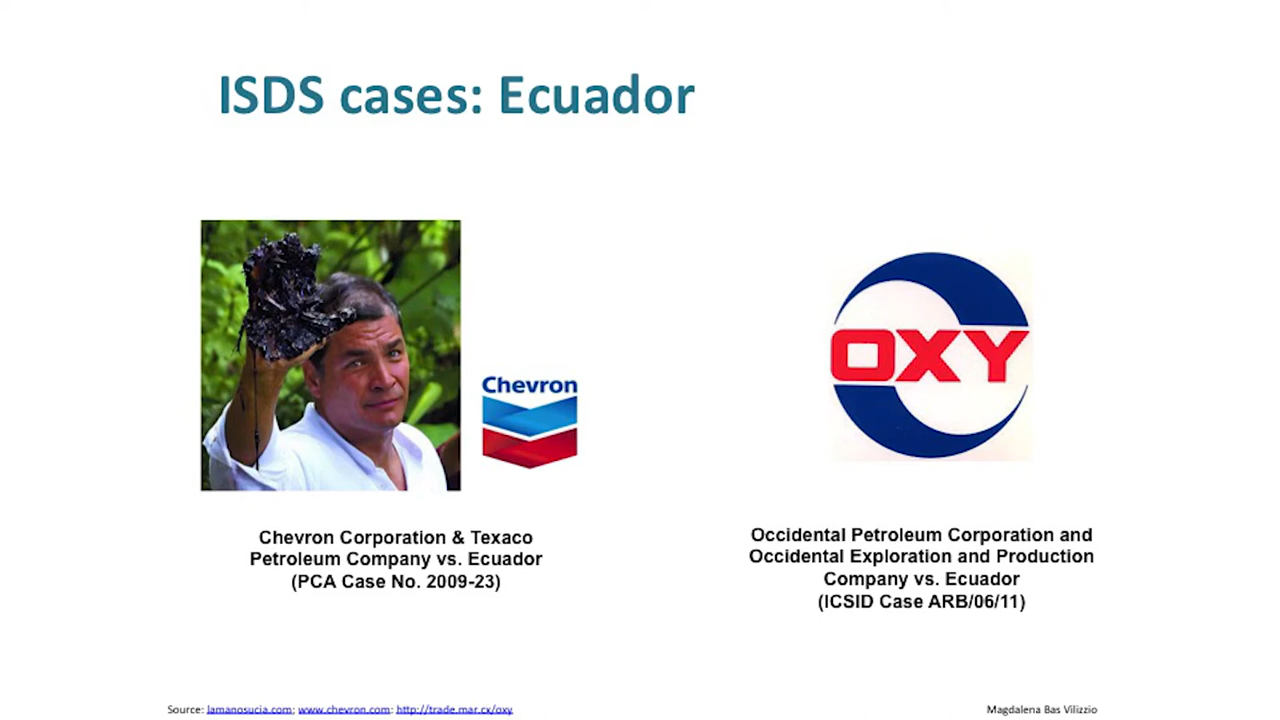 ISDS cases: Ecuador
Chevron
OXY
Chevron Corporation & Texaco
Petroleum Company vs. Ecuador
(PCA Case No. 2009-23)
Occidental Petroleum Corporation and
Occidental Exploration and Production
Company vs. Ecuador
(ICSID Case ARB/06/11)
Source: lamanosucia.com; www.chevron.com: http://trade.mar.cx/oxy
Magdalena Bas Vilizzio